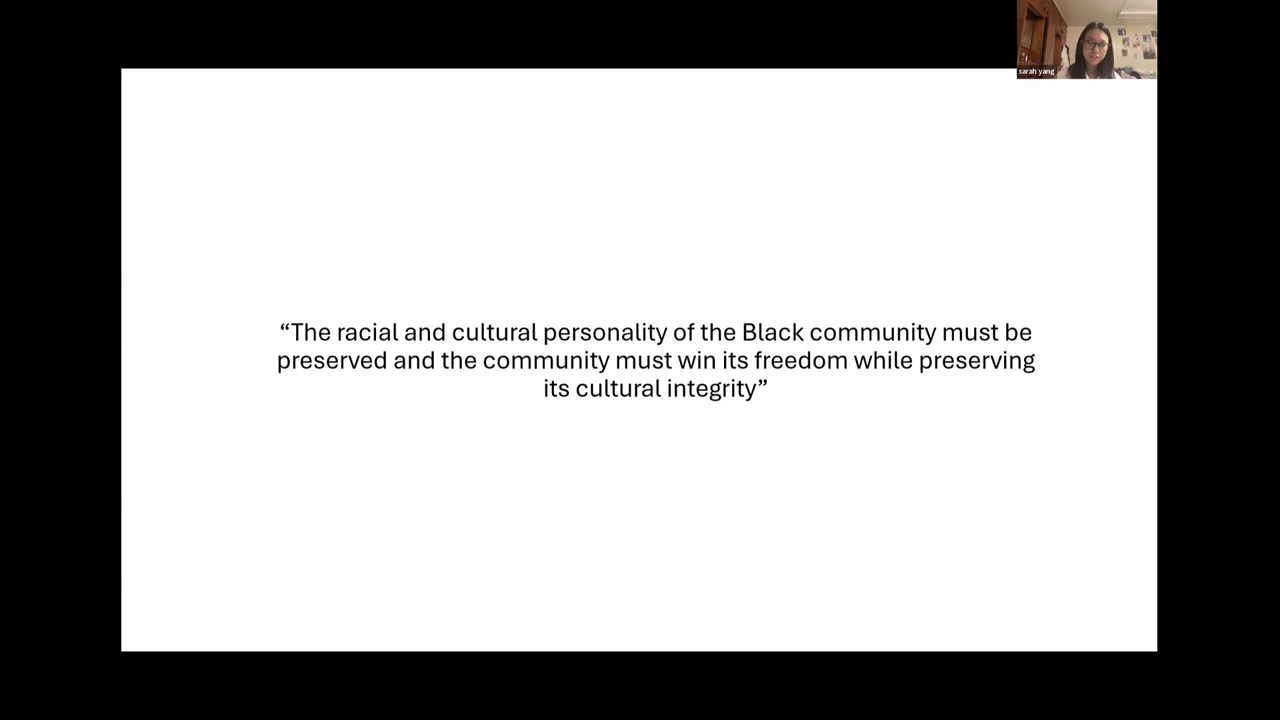 sarah yang
“The racial and cultural personality of the Black community must be
preserved and the community must win its freedom while preserving
its cultural integrity”